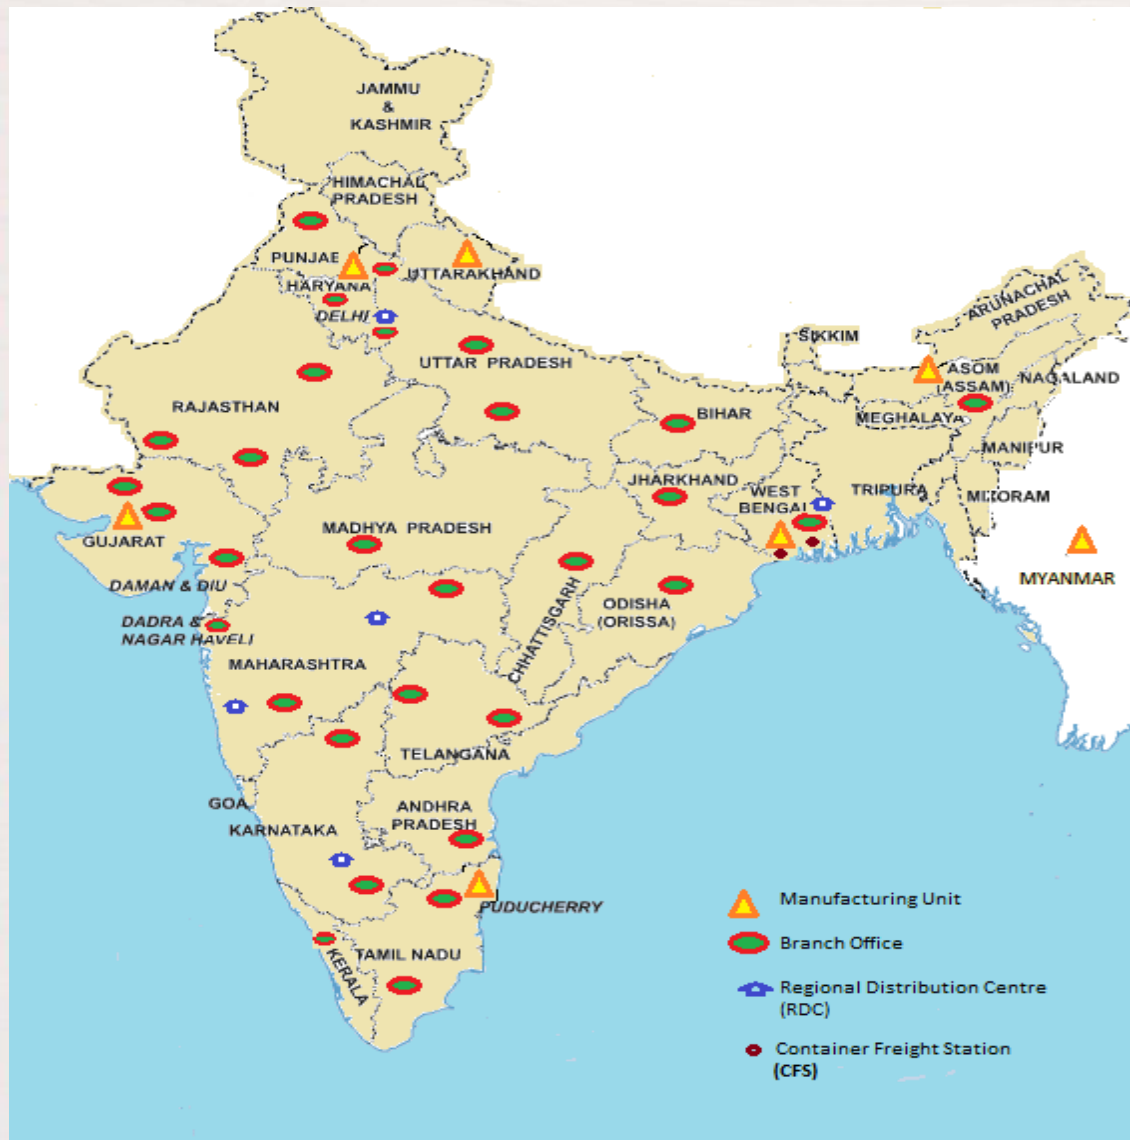 JAMMU
&
KASHMIR
HIMACHAL
PRADESH
PUNJAE
UTTARAKHAND
HARYANA
DELHI
UTTAR PRADESH
RAJASTHAN
SIKKIM
ARUNACHAL
PRADESH
ASOM
(ASSAM)
NAGALAND
MEGHALAYA
BIHAR
MANIPUR
JHARKHAND
WEST
BENGAL
TRIPURA
MIZORAM
GUJARAT
MADHYA PRADESH
DAMAN & DIU
CHHATTISGARH
ODISHA
(ORISSA)
MYANMAR
DADRA &
NAGAR HAVELI
MAHARASHTRA
TELANGANA
GOA
KARNATAKA
ANDHRA
PRADESH
PUDUCHERRY
KERALA
TAMIL NADU
Manufacturing Unit
Branch Office
Regional Distribution Centre
(RDC)
Container Freight Station
(CFS)